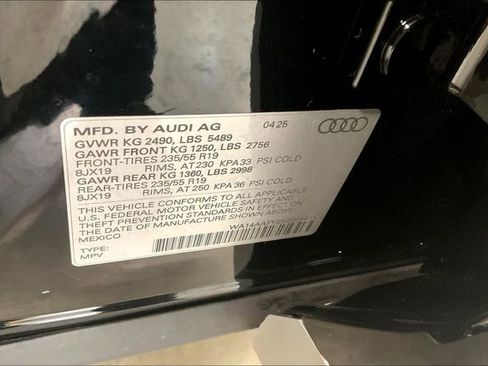 MFD. BY AUDI AG 04 25
GVWR KG 2490, LBS 5489
GAWR FRONT KG 1250, LBS 2756
FRONT-TIRES 235/55 R19
8JX19 RIMS, AT 230 KPA 33 PSI COLD
GAWR REAR KG 1360, LBS 2998
REAR-TIRES 235/55 R19
8JX19 RIMS, AT 250 KPA 36 PSI COLD
THIS VEHICLE CONFORMS TO ALL APPLICABLE
U.S. FEDERAL MOTOR VEHICLE SAFETY AND
THEFT PREVENTION STANDARDS IN EFFECT ON
THE DATE OF MANUFACTURE SHOWN ABOVE.
MEXICO
TYPE:
MPV